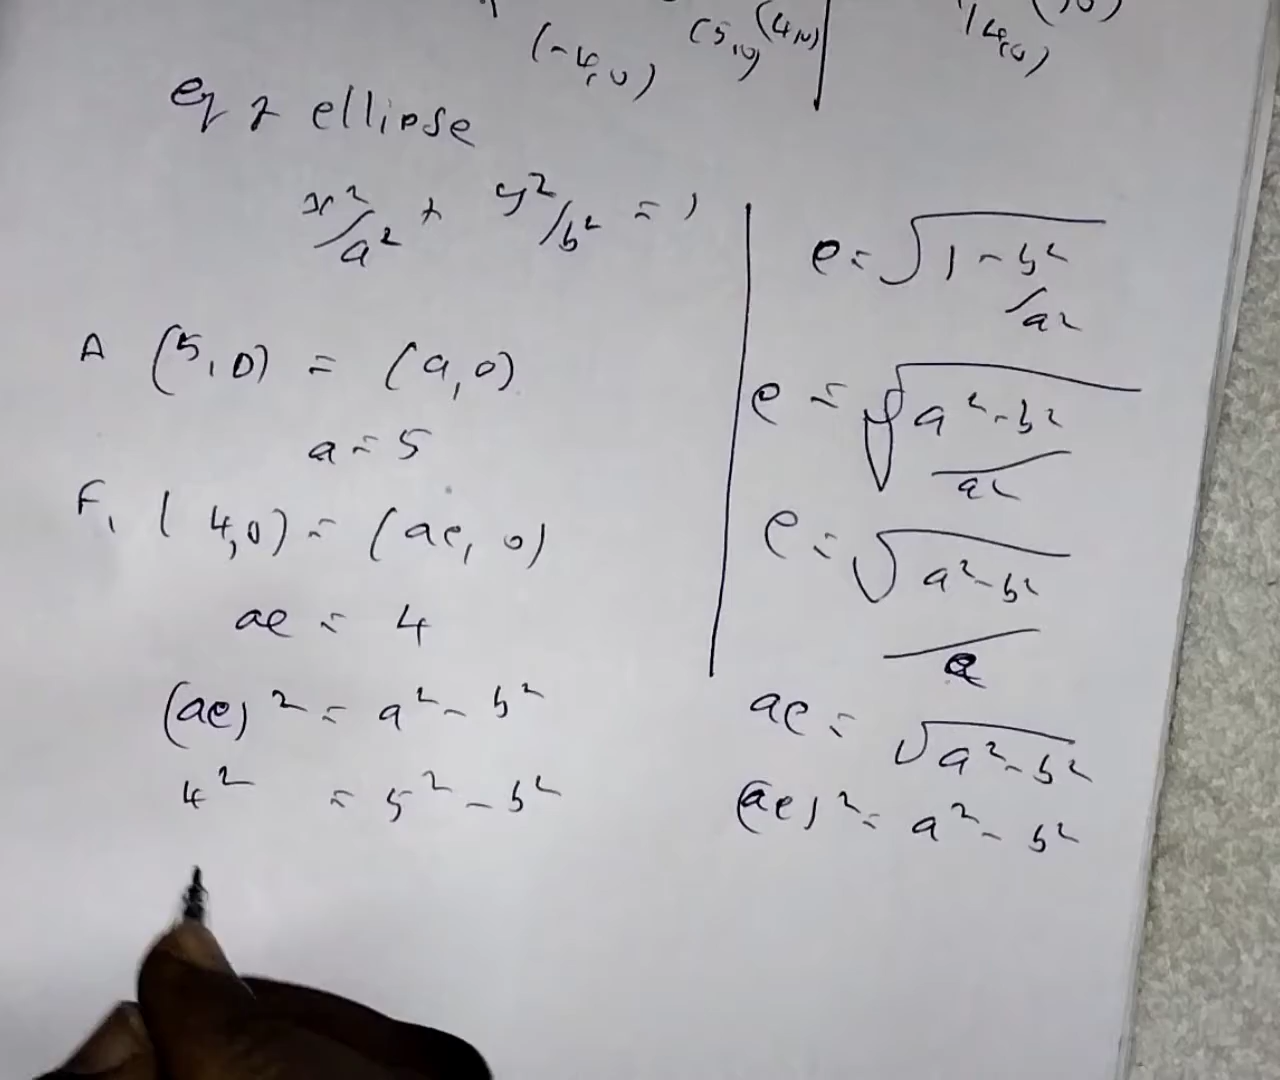 (-4,0) (5,0) (4,0) (4,0)
eq of ellipse
x²/a² + y²/b² = 1
A (5,0) = (a,0)
a = 5
F₁ (4,0) = (ae, 0)
ae = 4
(ae)² = a² - b²
4² = 5² - b²
e = √1 - b²/a²
e = √a² - b²/a²
e = √a² - b²/a
ae = √a² - b²
(ae)² = a² - b²